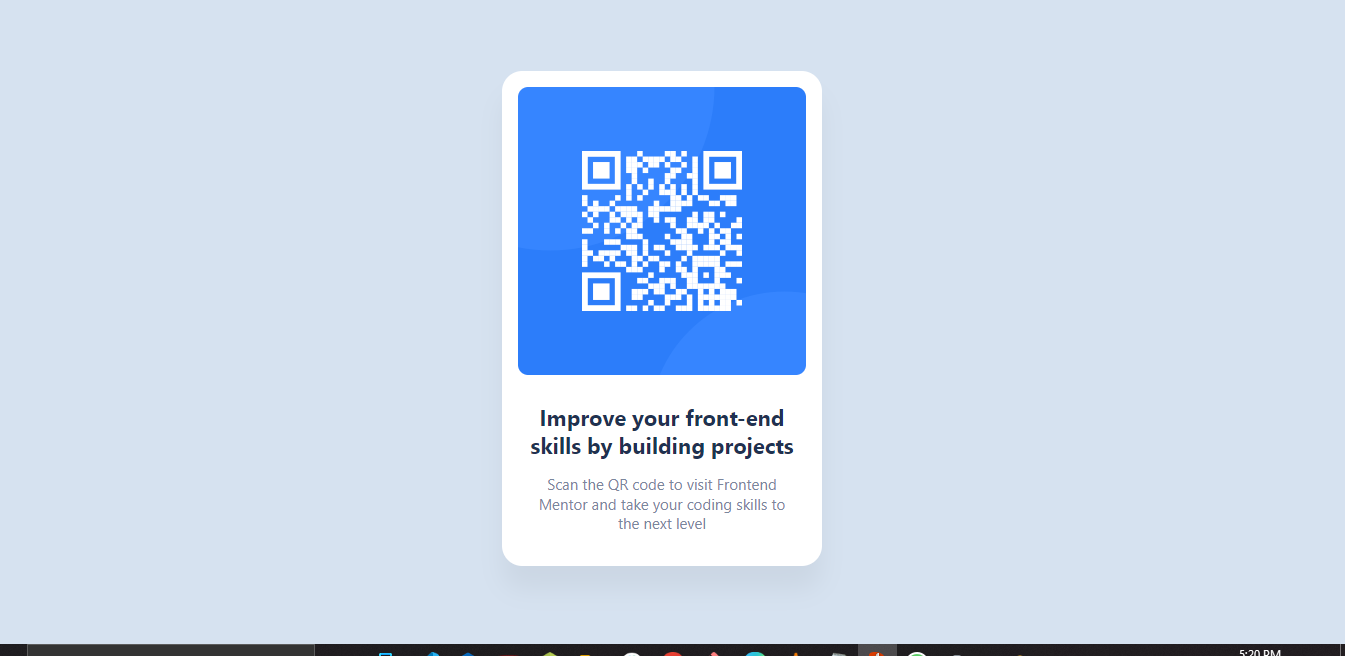 Improve your front-end
skills by building projects
Scan the QR code to visit Frontend
Mentor and take your coding skills to
the next level
5:20 PM